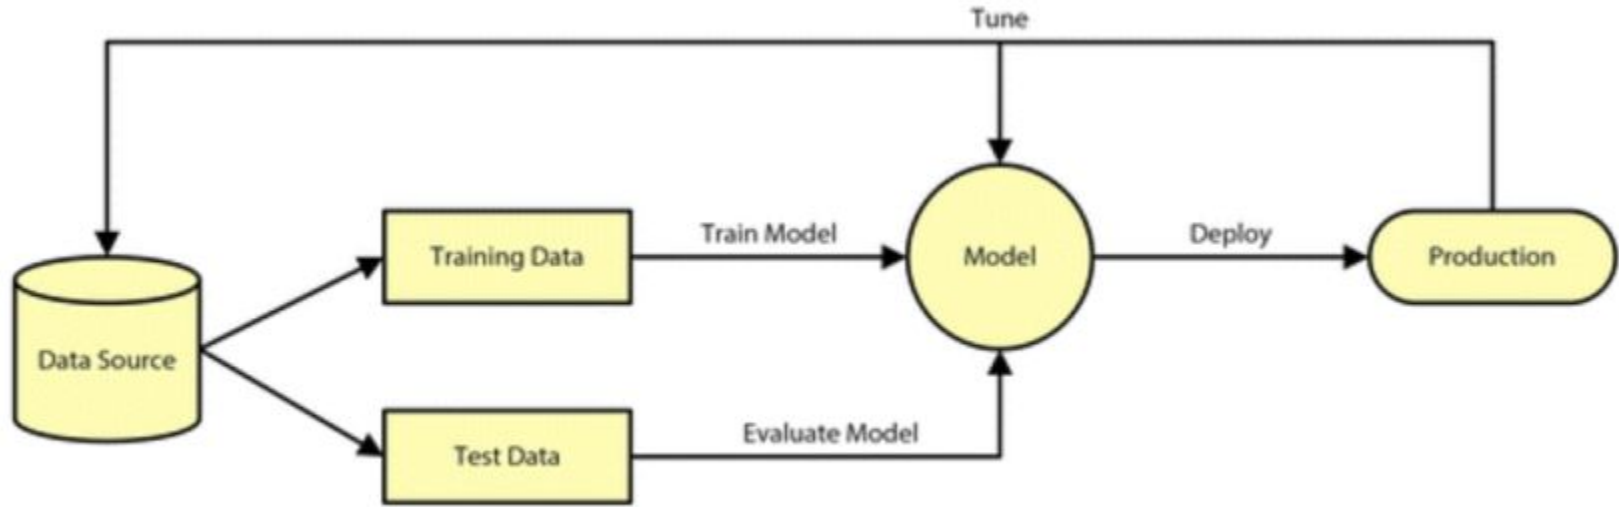 Tune
Training Data
Train Model
Model
Deploy
Production
Data Source
Test Data
Evaluate Model